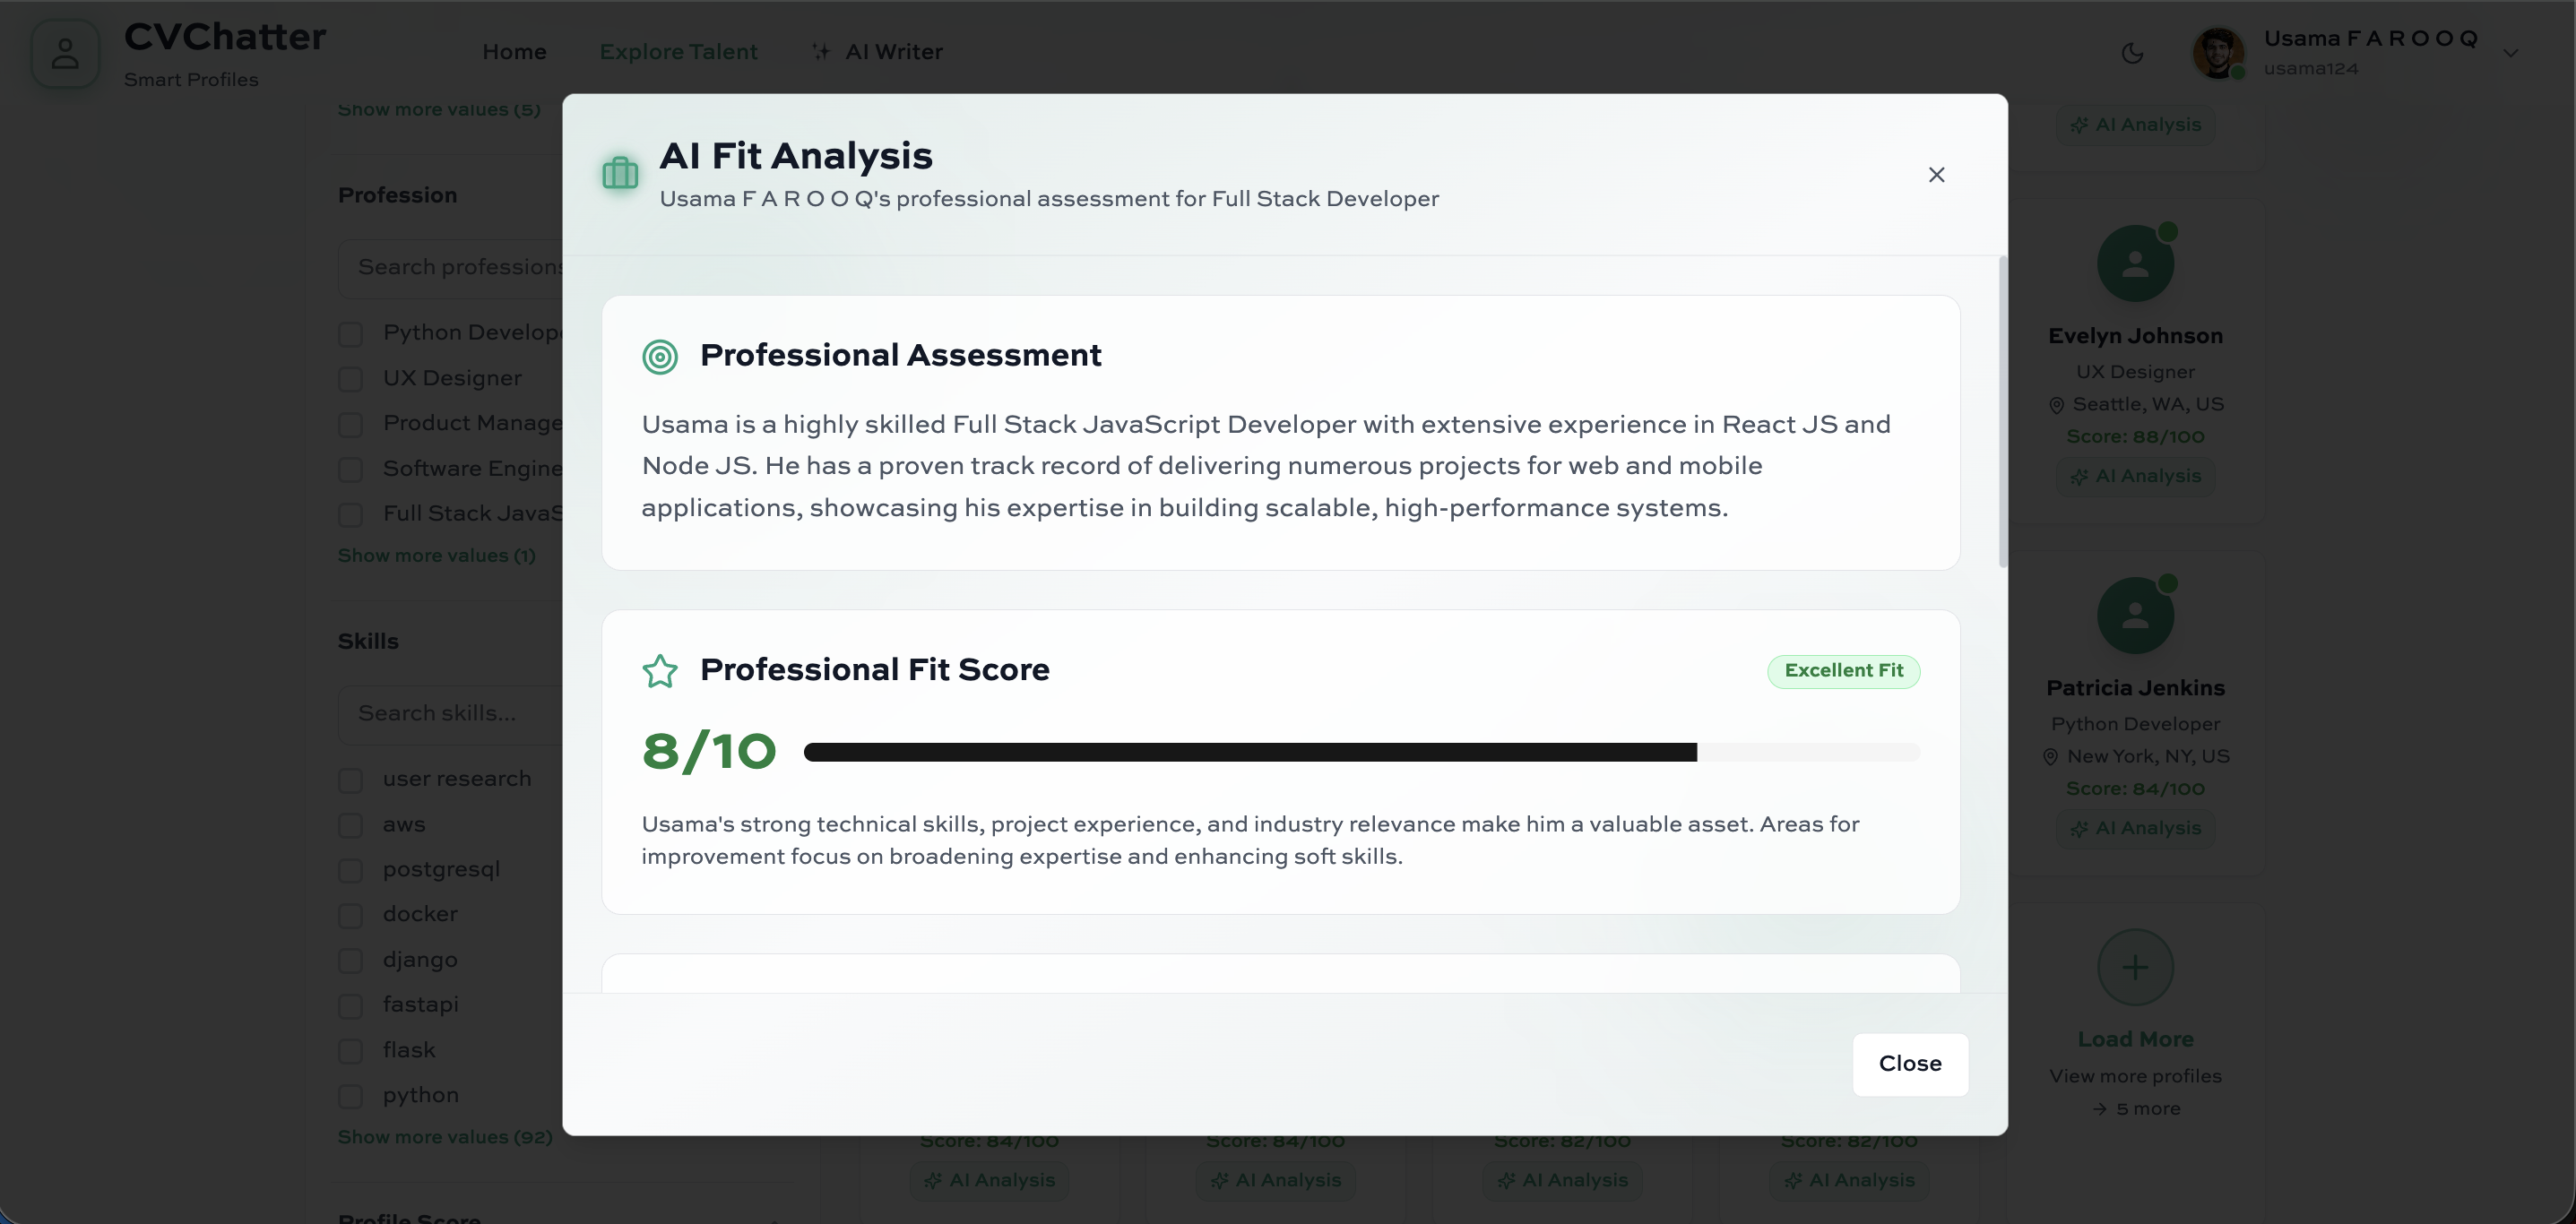 CVChatter
Smart Profiles
Home
Explore Talent
AI Writer
Usama F A R O O Q
usama124
Show more values (5)
Profession
Search professions
Python Develop
UX Designer
Product Manage
Software Engine
Full Stack JavaS
Show more values (1)
Skills
Search skills...
user research
aws
postgresql
docker
django
fastapi
flask
python
Show more values (92)
Profile Score
AI Fit Analysis
Usama F A R O O Q's professional assessment for Full Stack Developer
Professional Assessment
Usama is a highly skilled Full Stack JavaScript Developer with extensive experience in React JS and
Node JS. He has a proven track record of delivering numerous projects for web and mobile
applications, showcasing his expertise in building scalable, high-performance systems.
Professional Fit Score
Excellent Fit
8/10
Usama's strong technical skills, project experience, and industry relevance make him a valuable asset. Areas for
improvement focus on broadening expertise and enhancing soft skills.
Close
AI Analysis
Evelyn Johnson
UX Designer
Seattle, WA, US
Score: 88/100
AI Analysis
Patricia Jenkins
Python Developer
New York, NY, US
Score: 84/100
AI Analysis
Load More
View more profiles
→ 5 more
Score: 84/100
AI Analysis
Score: 84/100
AI Analysis
Score: 82/100
AI Analysis
Score: 82/100
AI Analysis